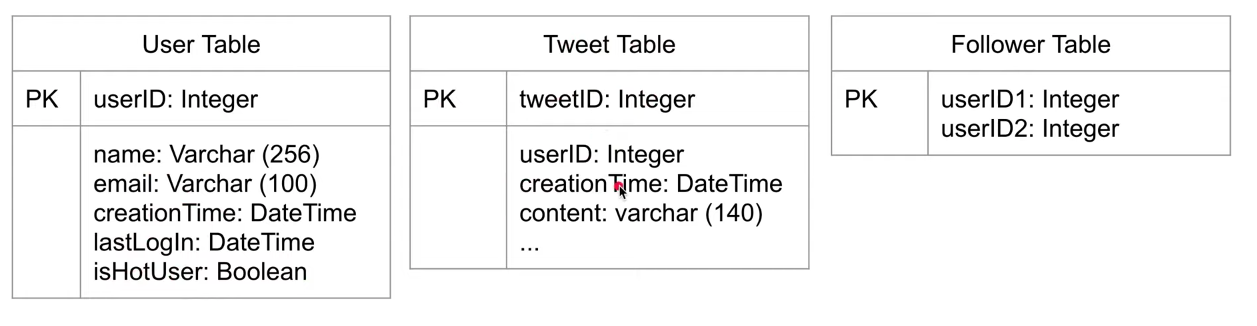 User Table
PK
userID: Integer
name: Varchar (256)
email: Varchar (100)
creationTime: DateTime
lastLogIn: DateTime
isHotUser: Boolean
Tweet Table
PK
tweetID: Integer
userID: Integer
creationTime: DateTime
content: varchar (140)
...
Follower Table
PK
userID1: Integer
userID2: Integer